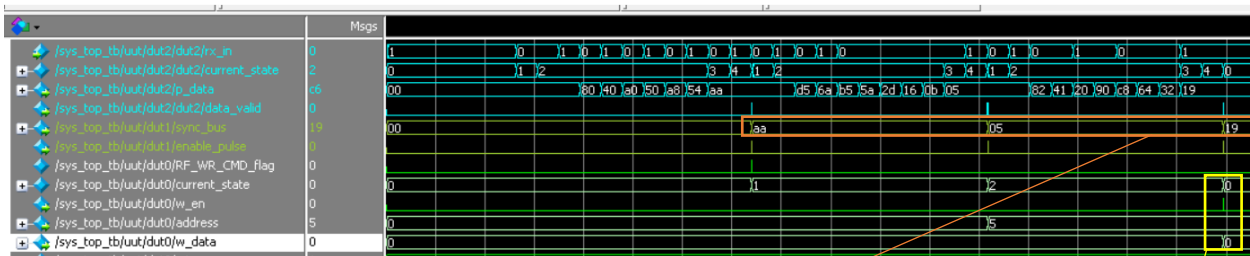 Msgs
/sys_top_tb/uut/dut2/dut2/rx_in 0 1 0 1 0 1 0 1 0 1 0 1 0 1 0 1 0 1 0 1 0 1 0 1 0 1
/sys_top_tb/uut/dut2/dut2/current_state 2 0 1 2 3 4 1 2 3 4 1 2 3 4 0
/sys_top_tb/uut/dut2/p_data c6 00 80 40 a0 50 a8 54 aa d5 6a b5 5a 2d 16 0b 05 82 41 20 90 c8 64 32 19
/sys_top_tb/uut/dut2/dut2/data_valid 0
/sys_top_tb/uut/dut1/sync_bus 19 00 aa 05 19
/sys_top_tb/uut/dut1/enable_pulse 0
/sys_top_tb/uut/dut0/RF_WR_CMD_flag 0
/sys_top_tb/uut/dut0/current_state 0 0 1 2 0
/sys_top_tb/uut/dut0/w_en 0
/sys_top_tb/uut/dut0/address 5 0 5
/sys_top_tb/uut/dut0/w_data 0 0 0